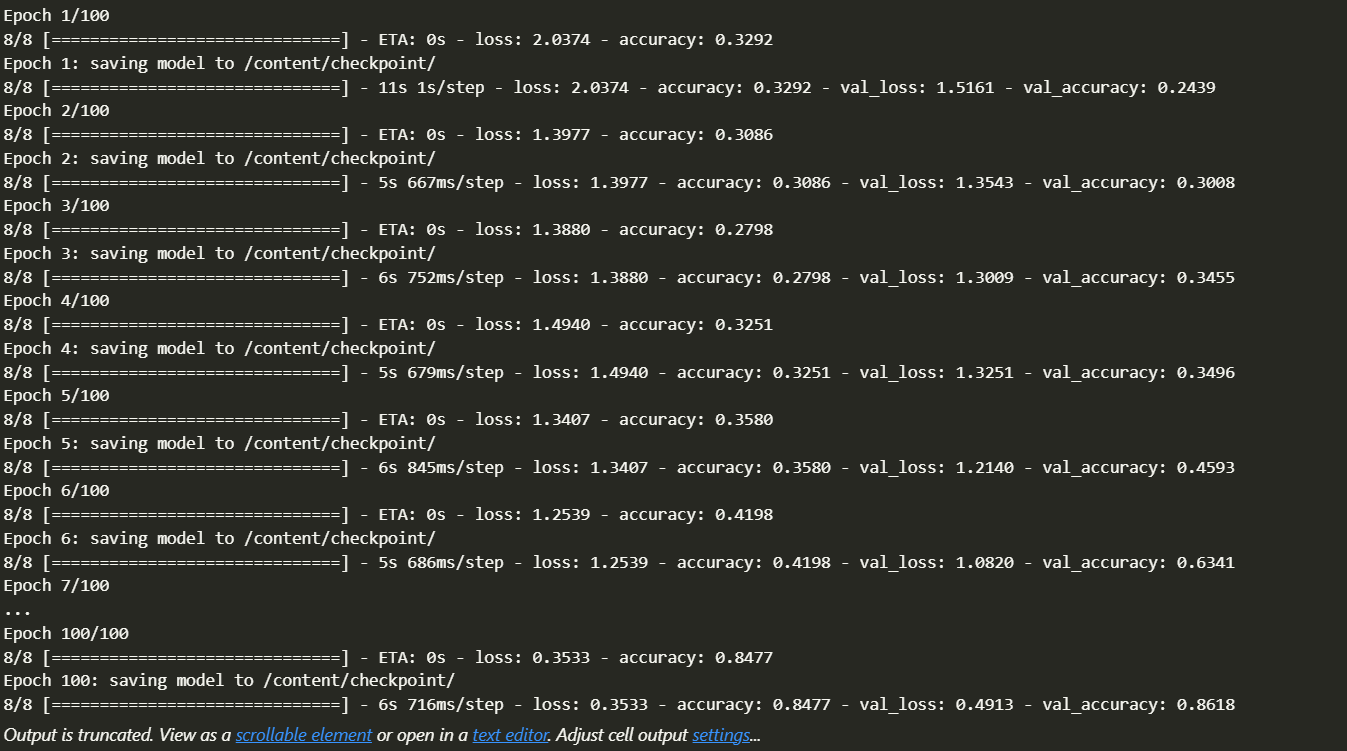 Epoch 1/100
8/8 [==============================] - ETA: 0s - loss: 2.0374 - accuracy: 0.3292
Epoch 1: saving model to /content/checkpoint/
8/8 [==============================] - 11s 1s/step - loss: 2.0374 - accuracy: 0.3292 - val_loss: 1.5161 - val_accuracy: 0.2439
Epoch 2/100
8/8 [==============================] - ETA: 0s - loss: 1.3977 - accuracy: 0.3086
Epoch 2: saving model to /content/checkpoint/
8/8 [==============================] - 5s 667ms/step - loss: 1.3977 - accuracy: 0.3086 - val_loss: 1.3543 - val_accuracy: 0.3008
Epoch 3/100
8/8 [==============================] - ETA: 0s - loss: 1.3880 - accuracy: 0.2798
Epoch 3: saving model to /content/checkpoint/
8/8 [==============================] - 6s 752ms/step - loss: 1.3880 - accuracy: 0.2798 - val_loss: 1.3009 - val_accuracy: 0.3455
Epoch 4/100
8/8 [==============================] - ETA: 0s - loss: 1.4940 - accuracy: 0.3251
Epoch 4: saving model to /content/checkpoint/
8/8 [==============================] - 5s 679ms/step - loss: 1.4940 - accuracy: 0.3251 - val_loss: 1.3251 - val_accuracy: 0.3496
Epoch 5/100
8/8 [==============================] - ETA: 0s - loss: 1.3407 - accuracy: 0.3580
Epoch 5: saving model to /content/checkpoint/
8/8 [==============================] - 6s 845ms/step - loss: 1.3407 - accuracy: 0.3580 - val_loss: 1.2140 - val_accuracy: 0.4593
Epoch 6/100
8/8 [==============================] - ETA: 0s - loss: 1.2539 - accuracy: 0.4198
Epoch 6: saving model to /content/checkpoint/
8/8 [==============================] - 5s 686ms/step - loss: 1.2539 - accuracy: 0.4198 - val_loss: 1.0820 - val_accuracy: 0.6341
Epoch 7/100
...
Epoch 100/100
8/8 [==============================] - ETA: 0s - loss: 0.3533 - accuracy: 0.8477
Epoch 100: saving model to /content/checkpoint/
8/8 [==============================] - 6s 716ms/step - loss: 0.3533 - accuracy: 0.8477 - val_loss: 0.4913 - val_accuracy: 0.8618
Output is truncated. View as a scrollable element or open in a text editor. Adjust cell output settings...